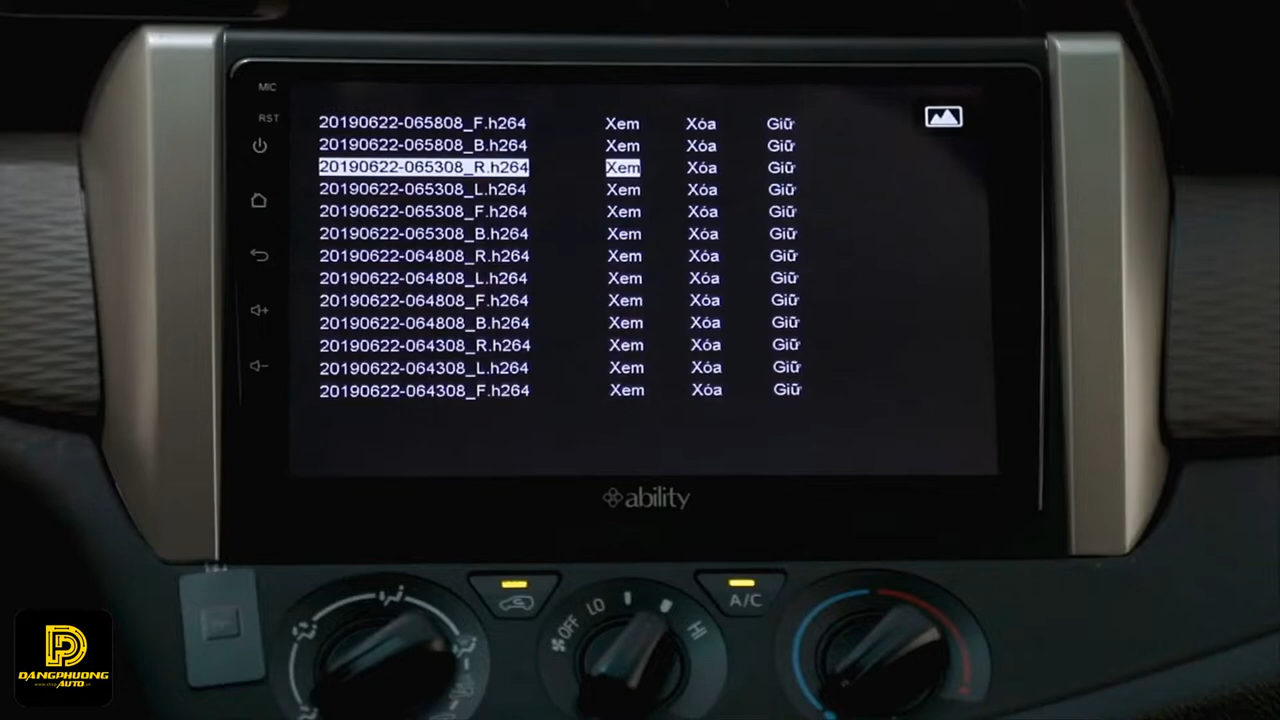 MIC
RST
20190622-065808_F.h264 Xem Xóa Giữ
20190622-065808_B.h264 Xem Xóa Giữ
20190622-065308_R.h264 Xem Xóa Giữ
20190622-065308_L.h264 Xem Xóa Giữ
20190622-065308_F.h264 Xem Xóa Giữ
20190622-065308_B.h264 Xem Xóa Giữ
20190622-064808_R.h264 Xem Xóa Giữ
20190622-064808_L.h264 Xem Xóa Giữ
20190622-064808_F.h264 Xem Xóa Giữ
20190622-064808_B.h264 Xem Xóa Giữ
20190622-064308_R.h264 Xem Xóa Giữ
20190622-064308_L.h264 Xem Xóa Giữ
20190622-064308_F.h264 Xem Xóa Giữ
ability
OFF LO HI
A/C
DANGPHUONG
AUTO